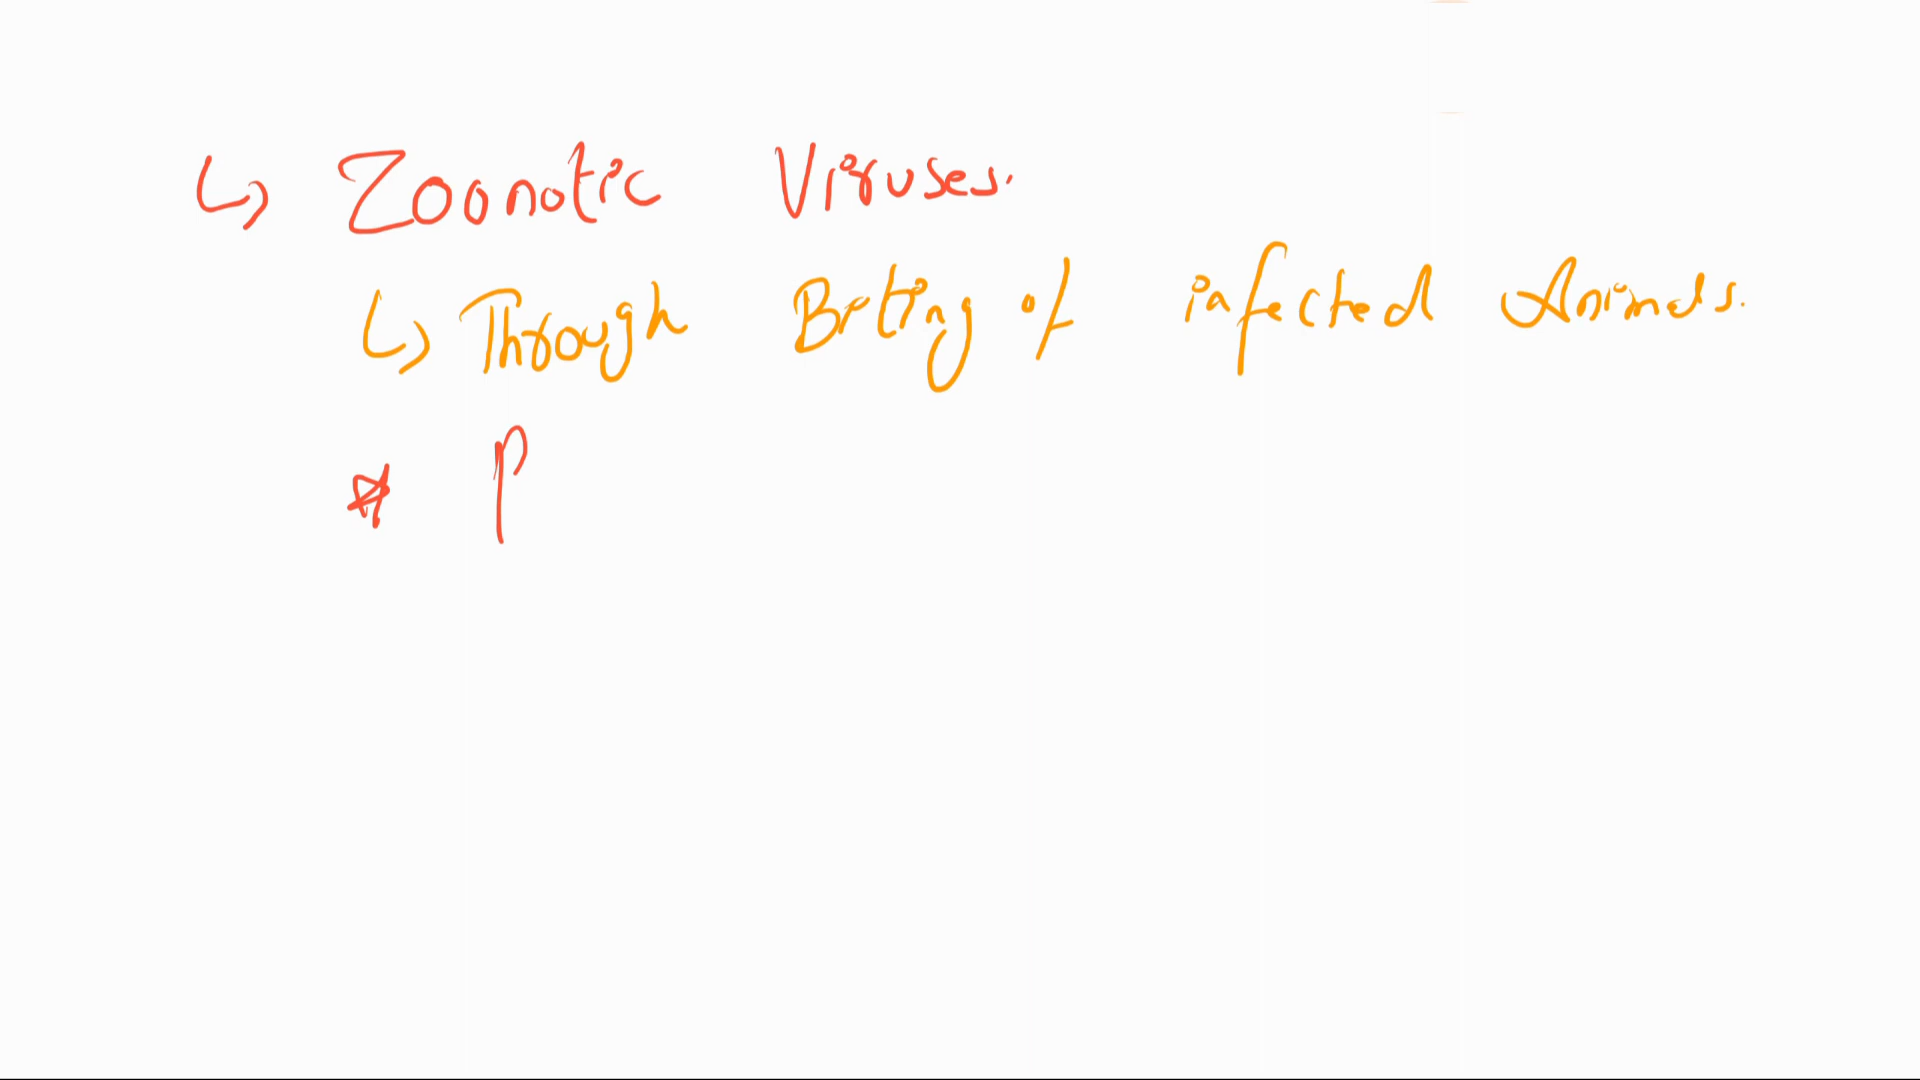 ↳ Zoonotic Viruses.
↳ Through Biting of infected Animals.
* P